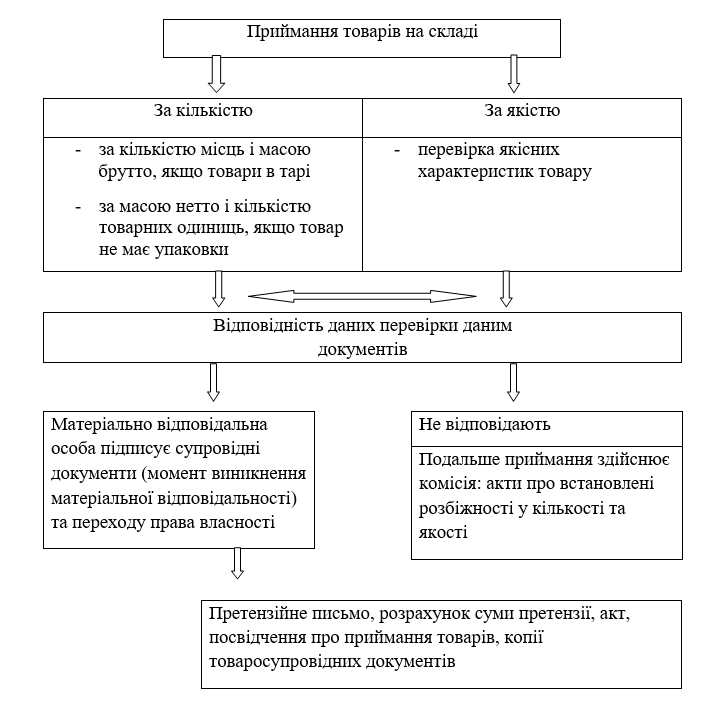 Приймання товарів на складі
За кількістю
За якістю
- за кількістю місць і масою
брутто, якщо товари в тарі
- за масою нетто і кількістю
товарних одиниць, якщо товар
не має упаковки
- перевірка якісних
характеристик товару
Відповідність даних перевірки даним
документів
Матеріально відповідальна
особа підписує супровідні
документи (момент виникнення
матеріальної відповідальності)
та переходу права власності
Не відповідають
Подальше приймання здійснює
комісія: акти про встановлені
розбіжності у кількості та
якості
Претензійне письмо, розрахунок суми претензії, акт,
посвідчення про приймання товарів, копії
товаросупровідних документів